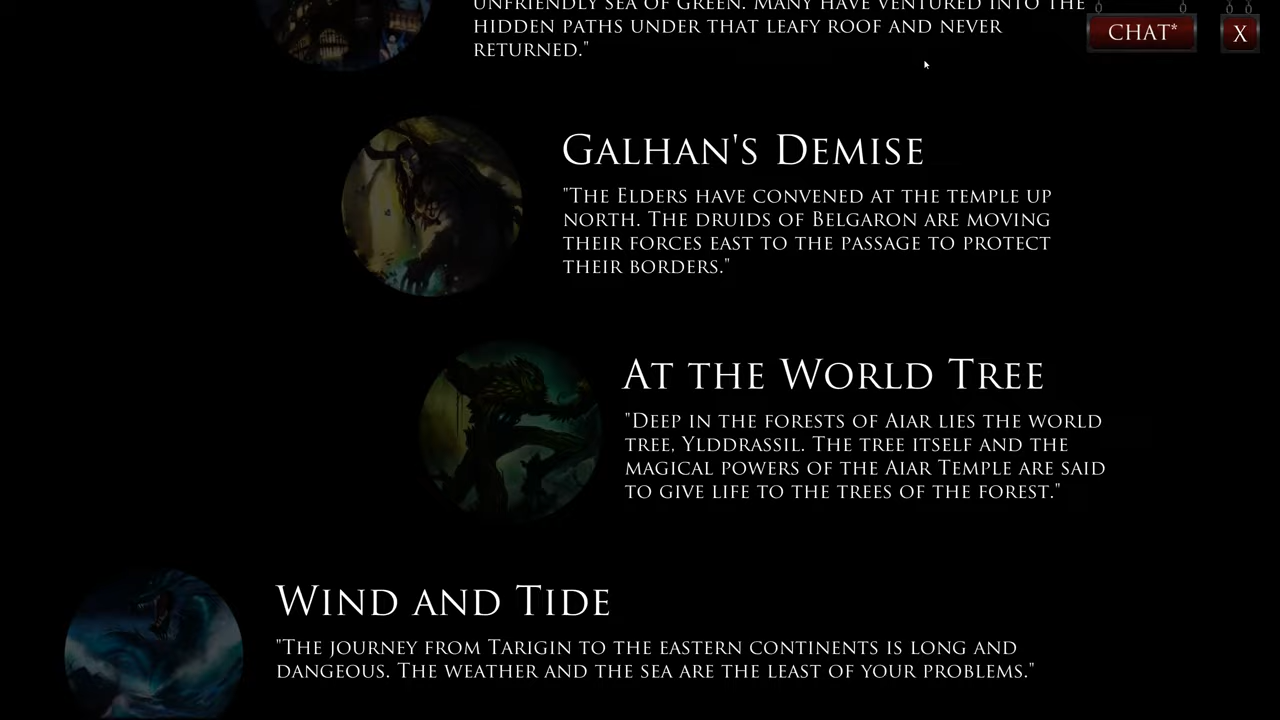 UNFRIENDLY SEA OF GREEN. MANY HAVE VENTURED INTO THE
HIDDEN PATHS UNDER THAT LEAFY ROOF AND NEVER
RETURNED."
CHAT*
X
GALHAN'S DEMISE
"THE ELDERS HAVE CONVENED AT THE TEMPLE UP
NORTH. THE DRUIDS OF BELGARON ARE MOVING
THEIR FORCES EAST TO THE PASSAGE TO PROTECT
THEIR BORDERS."
AT THE WORLD TREE
"DEEP IN THE FORESTS OF AIAR LIES THE WORLD
TREE, YLDDRASSIL. THE TREE ITSELF AND THE
MAGICAL POWERS OF THE AIAR TEMPLE ARE SAID
TO GIVE LIFE TO THE TREES OF THE FOREST."
WIND AND TIDE
"THE JOURNEY FROM TARIGIN TO THE EASTERN CONTINENTS IS LONG AND
DANGEOUS. THE WEATHER AND THE SEA ARE THE LEAST OF YOUR PROBLEMS."